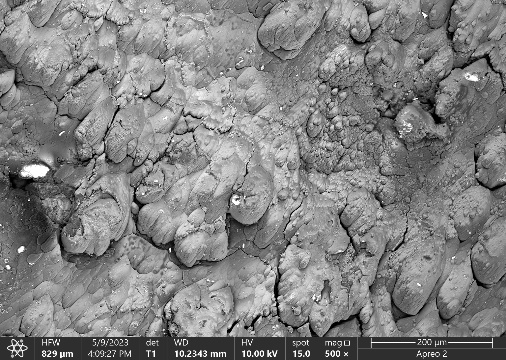 HFW 5/9/2023 det WD HV spot mag □ 200 µm
829 µm 4:09:27 PM T1 10.2343 mm 10.00 kV 15.0 500 × Apreo 2